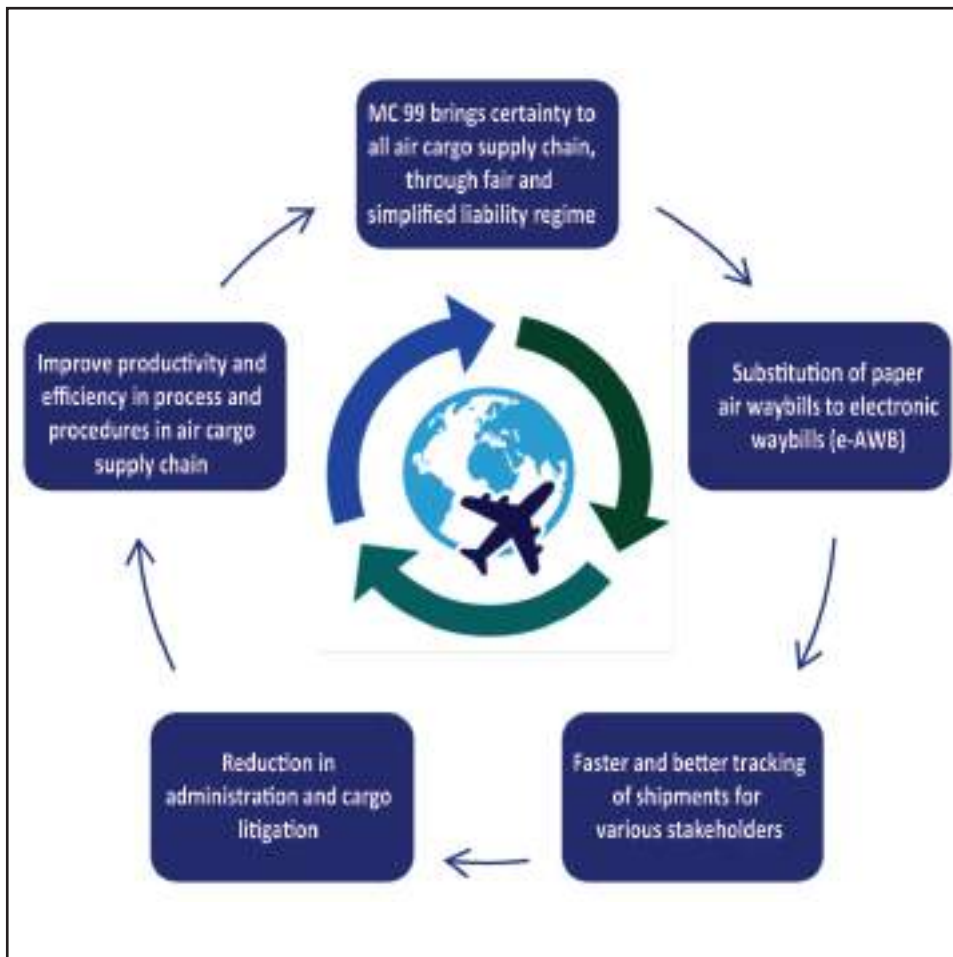 MC 99 brings certainty to
all air cargo supply chain,
through fair and
simplified liability regime
Substitution of paper
air waybills to electronic
waybills (e-AWB)
Faster and better tracking
of shipments for
various stakeholders
Reduction in
administration and cargo
litigation
Improve productivity and
efficiency in process and
procedures in air cargo
supply chain